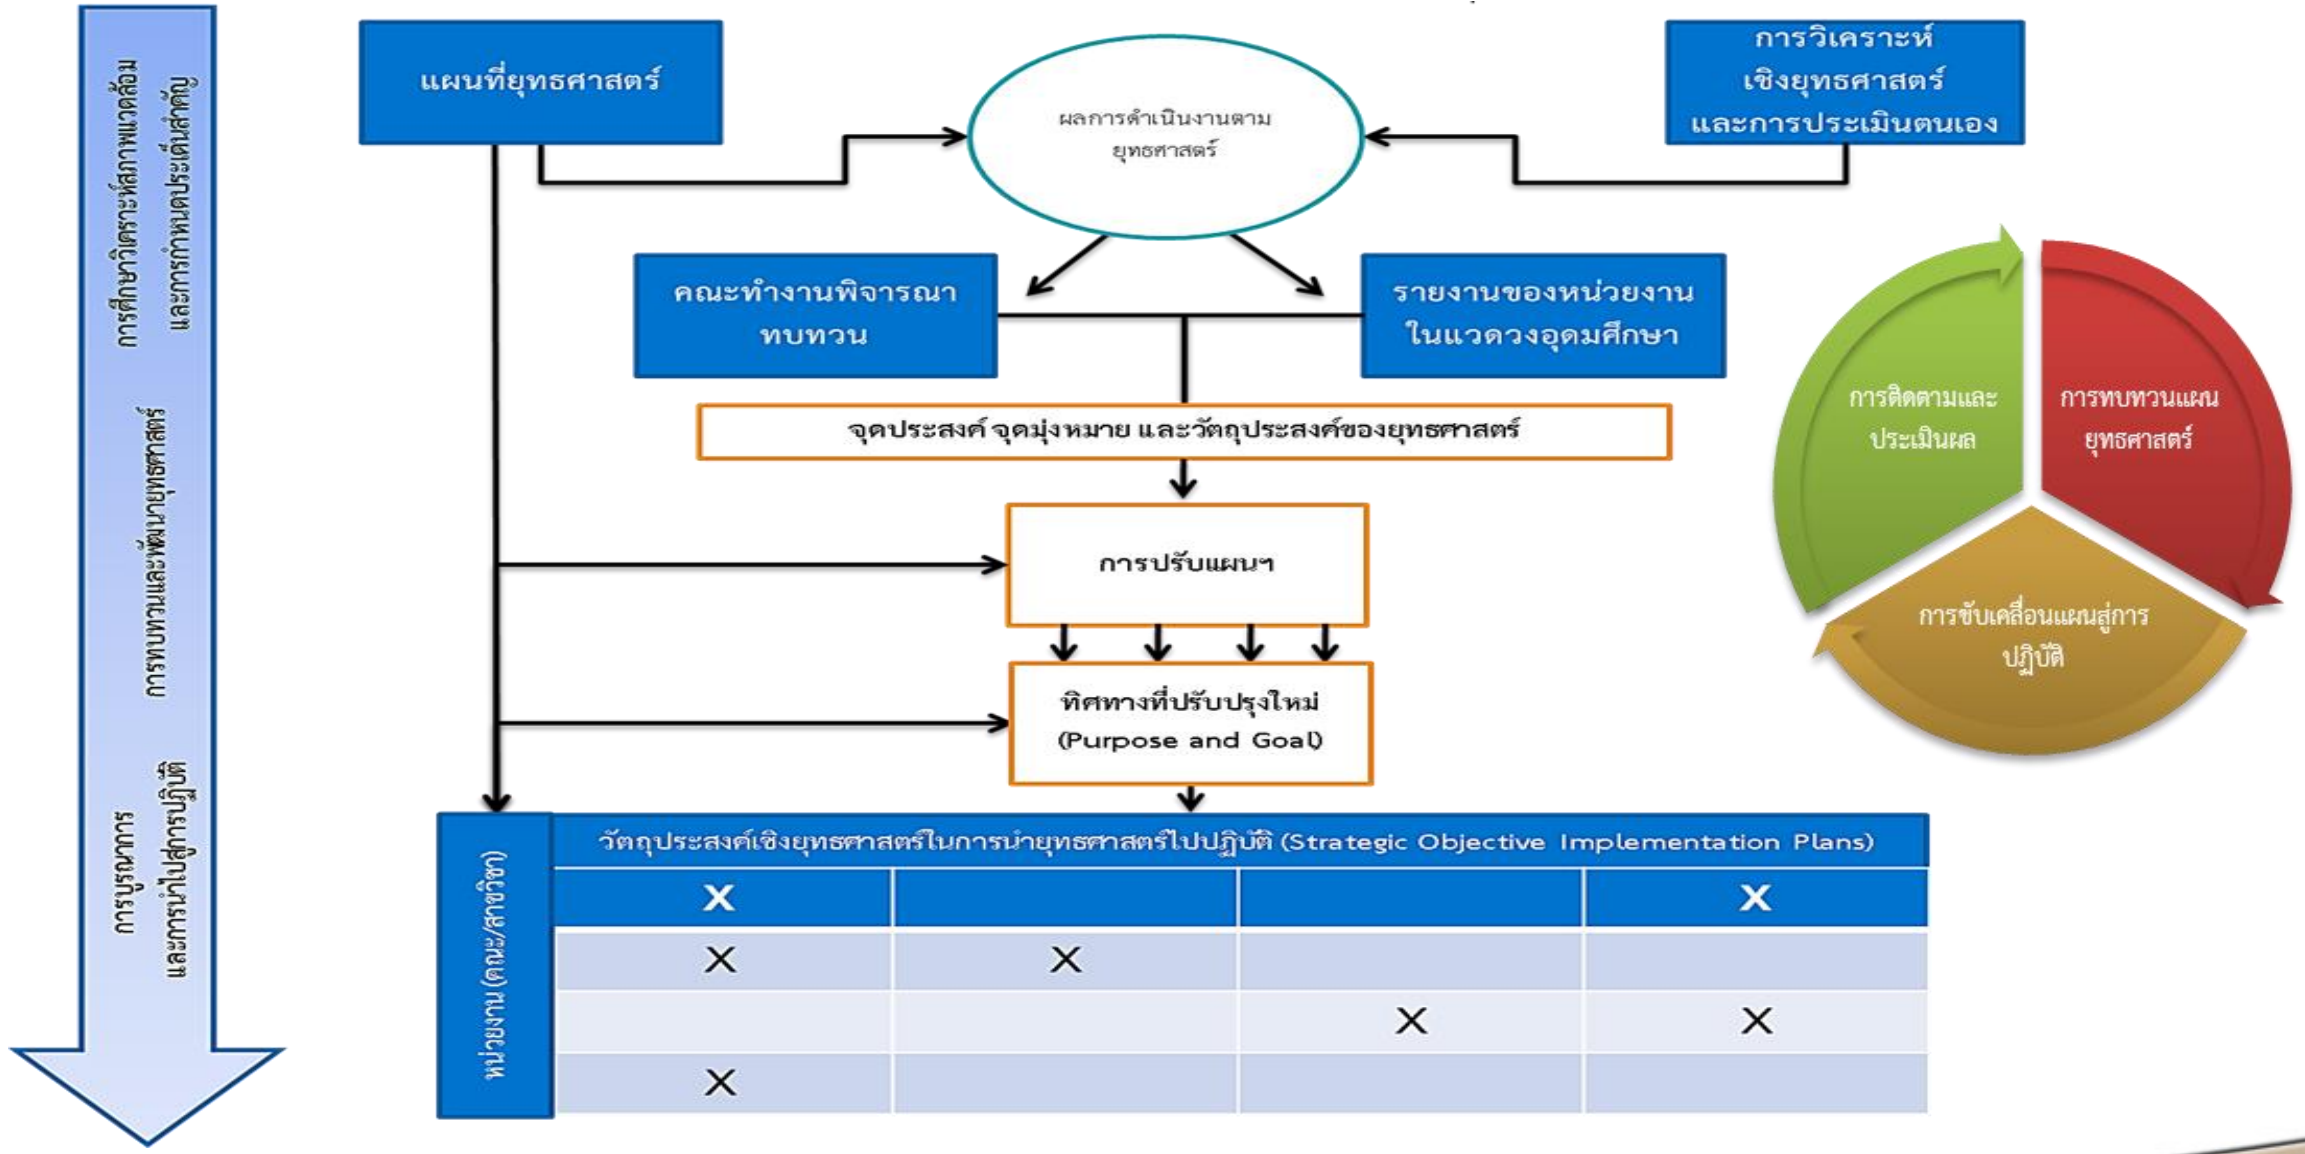 การศึกษาวิเคราะห์สภาพแวดล้อม
และการกำหนดประเด็นสำคัญ
การทบทวนและพัฒนายุทธศาสตร์
การบูรณาการ
และการนำไปสู่การปฏิบัติ
แผนที่ยุทธศาสตร์
ผลการดำเนินงานตาม
ยุทธศาสตร์
การวิเคราะห์
เชิงยุทธศาสตร์
และการประเมินตนเอง
คณะทำงานพิจารณา
ทบทวน
รายงานของหน่วยงาน
ในแวดวงอุดมศึกษา
จุดประสงค์ จุดมุ่งหมาย และวัตถุประสงค์ของยุทธศาสตร์
การปรับแผนฯ
ทิศทางที่ปรับปรุงใหม่
(Purpose and Goal)
การติดตามและ
ประเมินผล
การทบทวนแผน
ยุทธศาสตร์
การขับเคลื่อนแผนสู่การ
ปฏิบัติ
หน่วยงาน (คณะ/สาขวิชา)
วัตถุประสงค์เชิงยุทธศาสตร์ในการนำยุทธศาสตร์ไปปฏิบัติ (Strategic Objective Implementation Plans)
X X
X X
X X
X